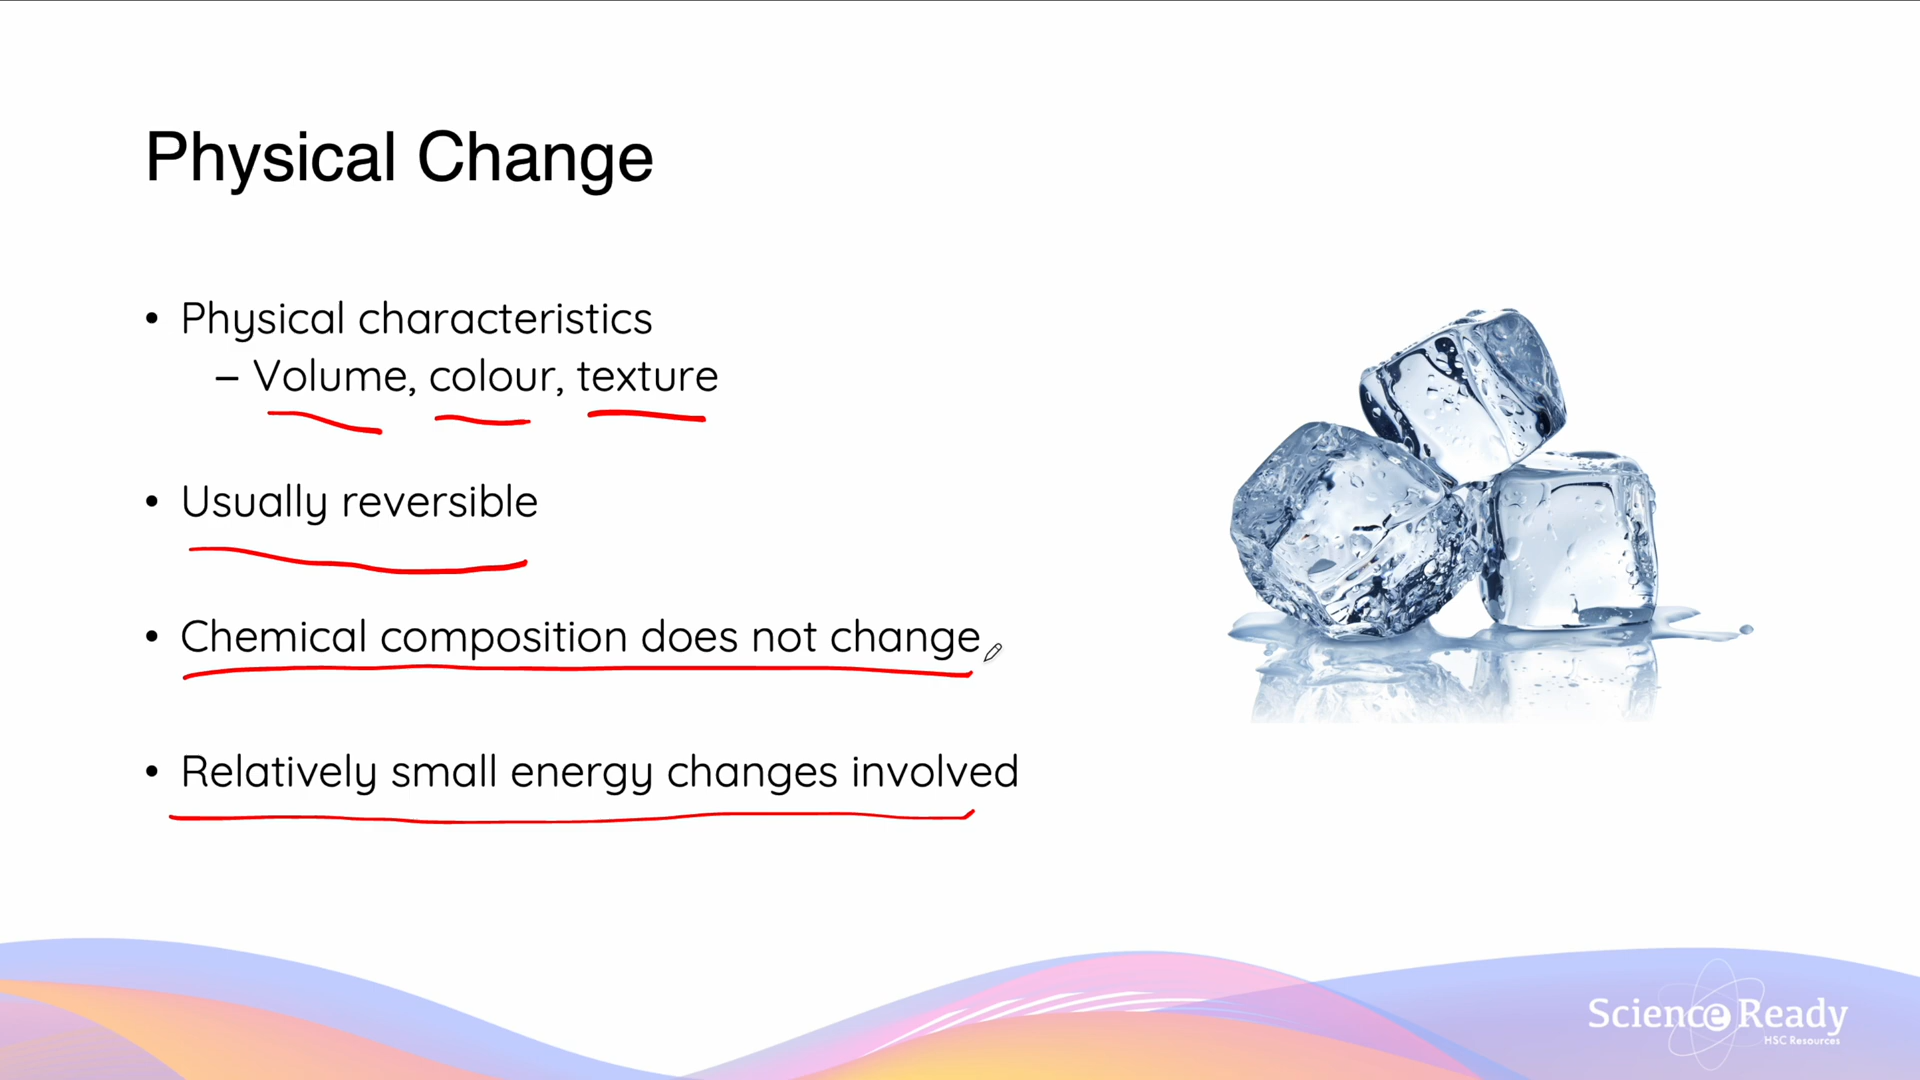 Physical Change
• Physical characteristics
– Volume, colour, texture
• Usually reversible
• Chemical composition does not change
• Relatively small energy changes involved
Science Ready
HSC Resources